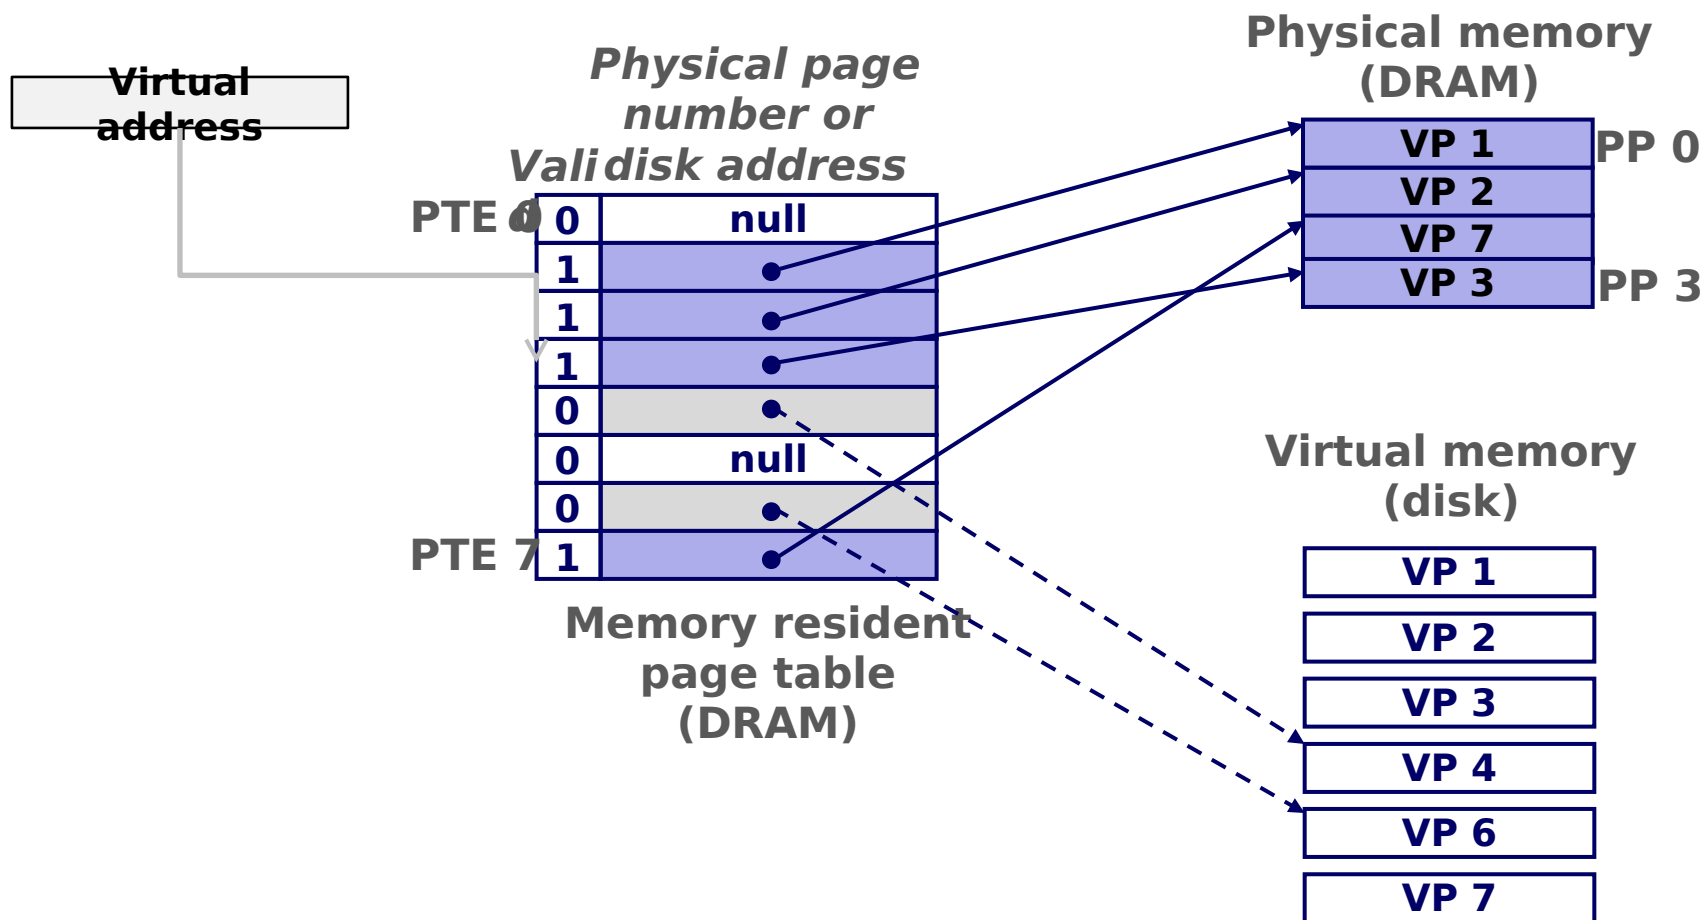 Virtual
address
Physical page
number or
disk address
Valid
PTE 0
0 null
1
1
1
0
0 null
0
PTE 7 1
Memory resident
page table
(DRAM)
Physical memory
(DRAM)
VP 1 PP 0
VP 2
VP 7
VP 3 PP 3
Virtual memory
(disk)
VP 1
VP 2
VP 3
VP 4
VP 6
VP 7